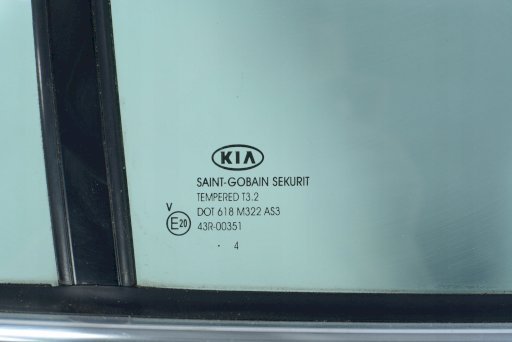 KIA
SAINT-GOBAIN SEKURIT
TEMPERED T3.2
V
DOT 618 M322 AS3
E20
43R-00351
. 4